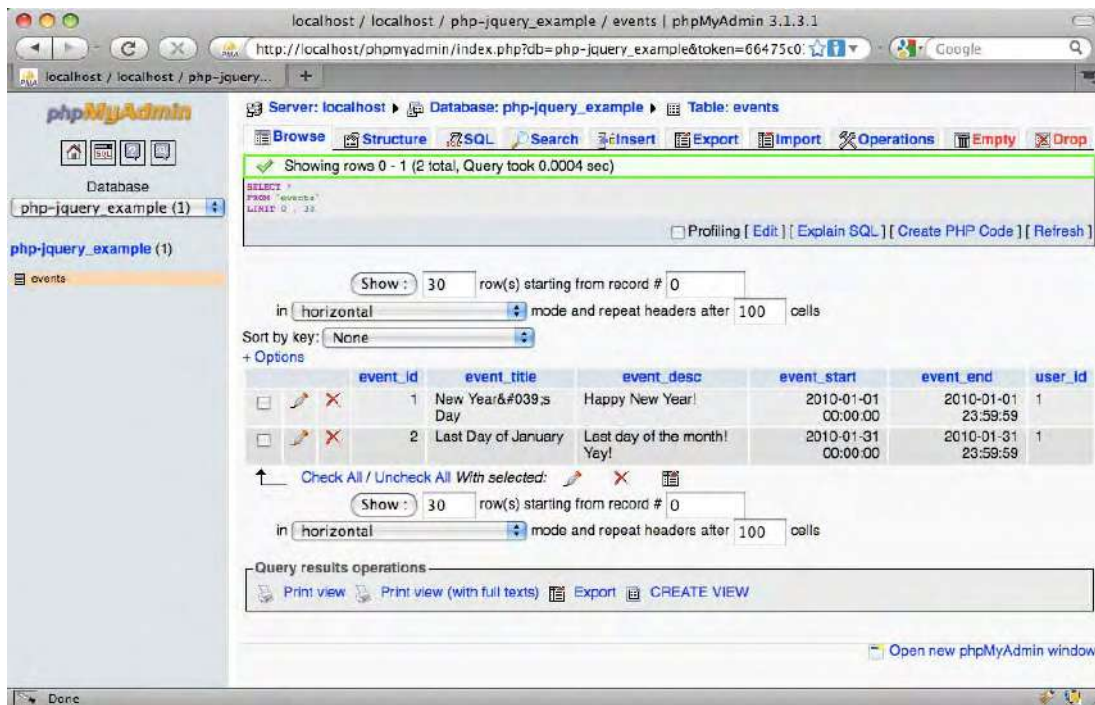 localhost / localhost / php-jquery_example / events | phpMyAdmin 3.1.3.1
http://localhost/phpmyadmin/index.php?db=php-jquery_example&token=66475c0
Google
localhost / localhost / php-jquery...
+
phpMyAdmin
SQL
Database
php-jquery_example (1)
php-jquery_example (1)
events
Server: localhost Database: php-jquery_example Table: events
Browse Structure SQL Search Insert Export Import Operations Empty Drop
Showing rows 0 - 1 (2 total, Query took 0.0004 sec)
SELECT *
FROM `events`
LIMIT 0 , 30
Profiling [ Edit ] [ Explain SQL ] [ Create PHP Code ] [ Refresh ]
Show : 30 row(s) starting from record # 0
in horizontal mode and repeat headers after 100 cells
Sort by key: None
+ Options
event_id event_title event_desc event_start event_end user_id
1 New Year&#039;s Day Happy New Year! 2010-01-01 00:00:00 2010-01-01 23:59:59 1
2 Last Day of January Last day of the month! Yay! 2010-01-31 00:00:00 2010-01-31 23:59:59 1
Check All / Uncheck All With selected:
Show : 30 row(s) starting from record # 0
in horizontal mode and repeat headers after 100 cells
Query results operations
Print view Print view (with full texts) Export CREATE VIEW
Open new phpMyAdmin window
Done